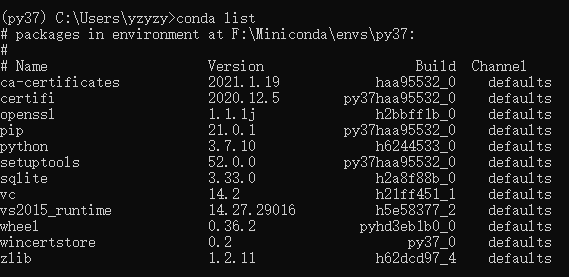 (py37) C:\Users\yzyzy>conda list
# packages in environment at F:\Miniconda\envs\py37:
#
# Name                    Version                   Build  Channel
ca-certificates           2021.1.19            haa95532_0    defaults
certifi                   2020.12.5        py37haa95532_0    defaults
openssl                   1.1.1j               h2bbff1b_0    defaults
pip                       21.0.1           py37haa95532_0    defaults
python                    3.7.10               h6244533_0    defaults
setuptools                52.0.0           py37haa95532_0    defaults
sqlite                    3.33.0               h2a8f88b_0    defaults
vc                        14.2                 h21ff451_1    defaults
vs2015_runtime            14.27.29016          h5e58377_2    defaults
wheel                     0.36.2             pyhd3eb1b0_0    defaults
wincertstore              0.2                      py37_0    defaults
zlib                      1.2.11               h62dcd97_4    defaults